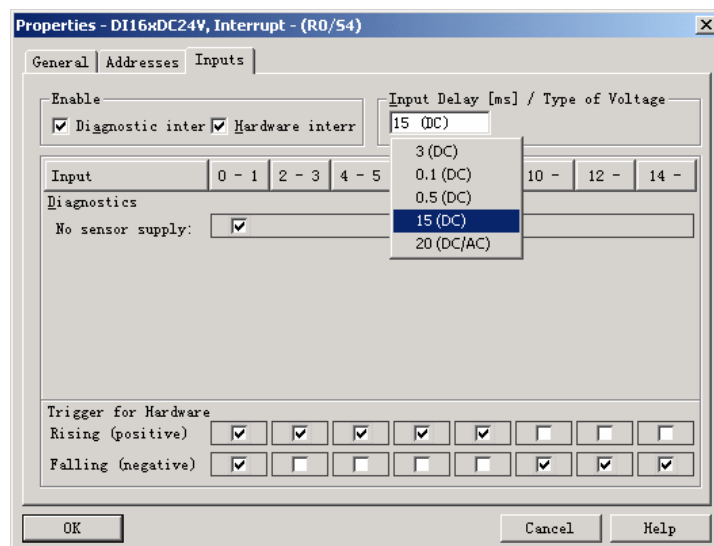 Properties - DI16xDC24V, Interrupt - (R0/S4)
General Addresses Inputs
Enable
Diagnostic inter Hardware interr
Input Delay [ms] / Type of Voltage
15 (DC)
3 (DC)
0.1 (DC)
0.5 (DC)
15 (DC)
20 (DC/AC)
Input 0 - 1 2 - 3 4 - 5 10 - 12 - 14 -
Diagnostics
No sensor supply:
Trigger for Hardware
Rising (positive)
Falling (negative)
OK Cancel Help